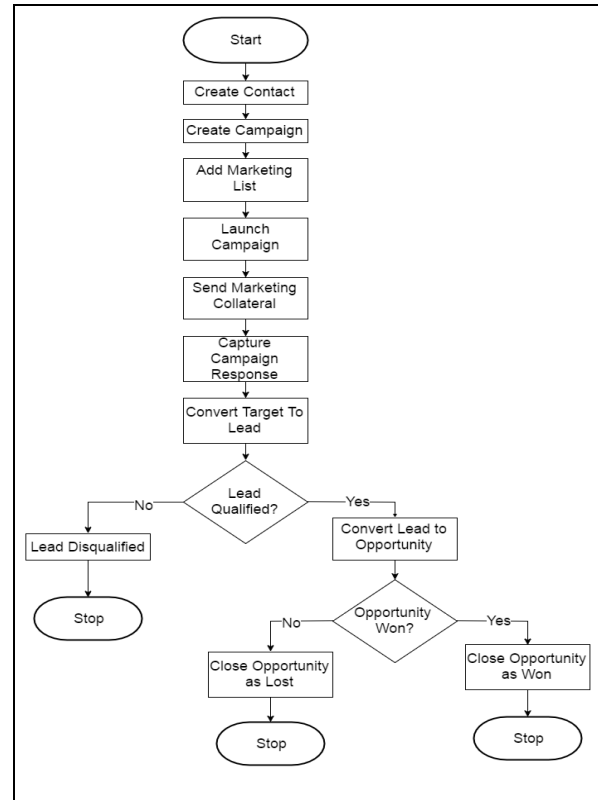 Start
Create Contact
Create Campaign
Add Marketing
List
Launch
Campaign
Send Marketing
Collateral
Capture
Campaign
Response
Convert Target To
Lead
Lead
Qualified?
No
Yes
Lead Disqualified
Convert Lead to
Opportunity
Stop
Opportunity
Won?
No
Yes
Close Opportunity
as Lost
Close Opportunity
as Won
Stop
Stop